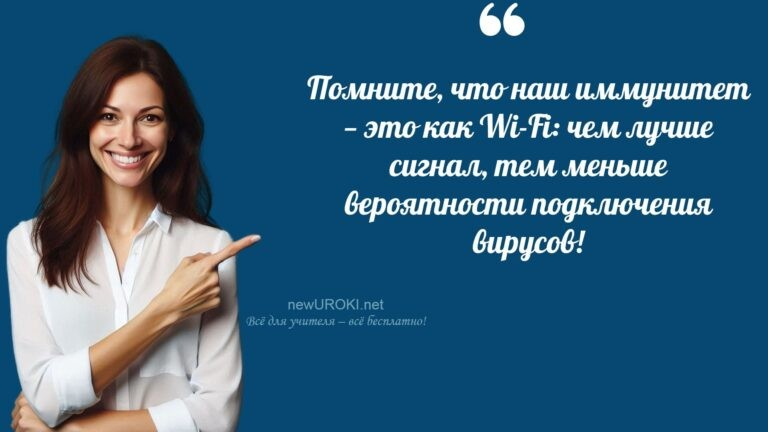 ❝
Помните, что наш иммунитет
– это как Wi-Fi: чем лучше
сигнал, тем меньше
вероятности подключения
вирусов!
newUROKI.net
Всё для учителя – всё бесплатно!